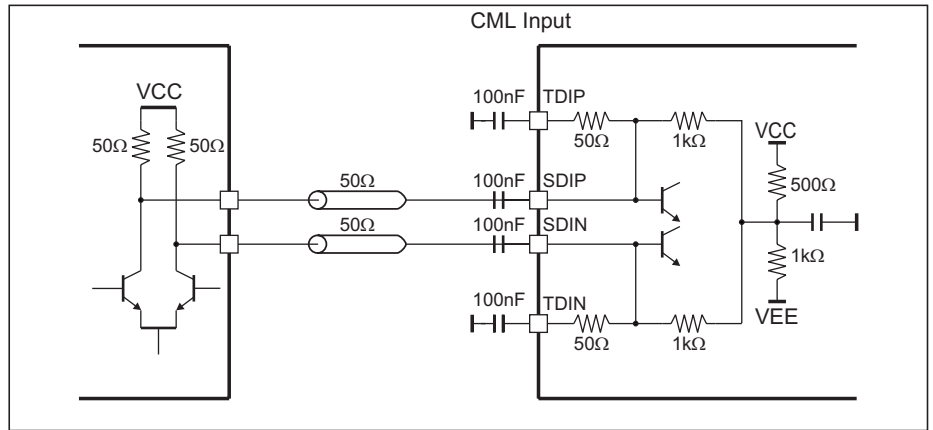 CML Input
VCC
50Ω 50Ω
50Ω
50Ω
100nF TDIP
50Ω
1kΩ
100nF SDIP
100nF SDIN
100nF TDIN
50Ω
1kΩ
VCC
500Ω
1kΩ
VEE